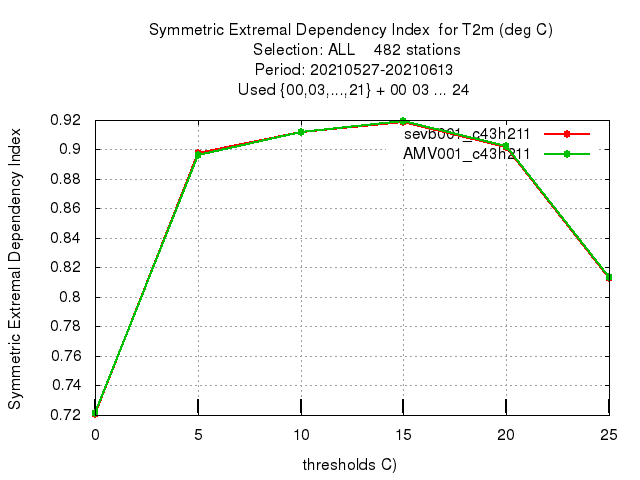 Symmetric Extremal Dependency Index for T2m (deg C)
Selection: ALL 482 stations
Period: 20210527-20210613
Used {00,03,...,21} + 00 03 ... 24
Symmetric Extremal Dependency Index
0.92
0.9
0.88
0.86
0.84
0.82
0.8
0.78
0.76
0.74
0.72
sevb001_c43h211
AMV001_c43h211
0 5 10 15 20 25
thresholds C)